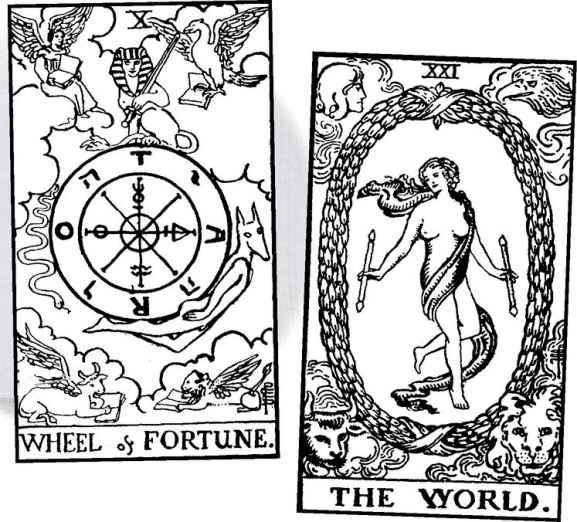 X
T
ה י
O A
ו ה
R
WHEEL of FORTUNE.
XXI
THE WORLD.